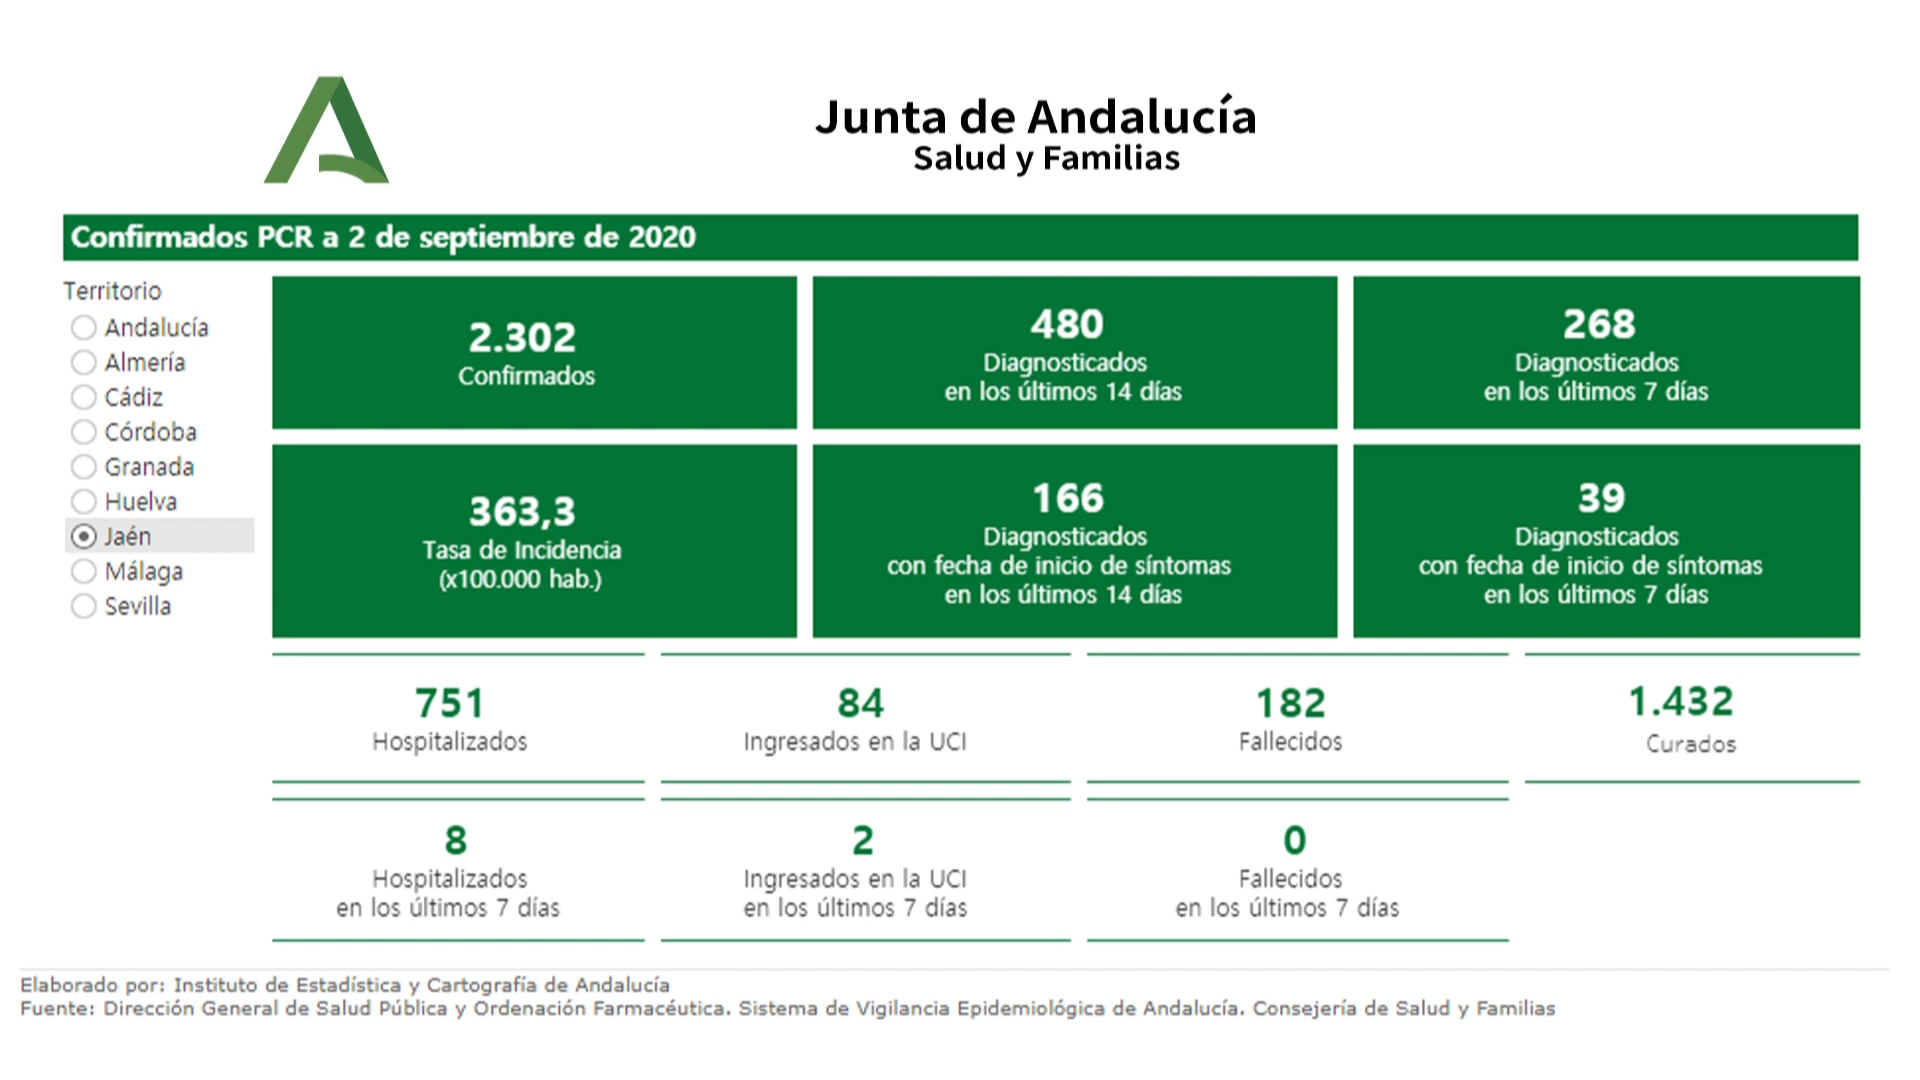 Junta de Andalucía
Salud y Familias
Confirmados PCR a 2 de septiembre de 2020
Territorio
Andalucía
Almería
Cádiz
Córdoba
Granada
Huelva
Jaén
Málaga
Sevilla
2.302
Confirmados
480
Diagnosticados
en los últimos 14 días
268
Diagnosticados
en los últimos 7 días
363,3
Tasa de Incidencia
(x100.000 hab.)
166
Diagnosticados
con fecha de inicio de síntomas
en los últimos 14 días
39
Diagnosticados
con fecha de inicio de síntomas
en los últimos 7 días
751
Hospitalizados
84
Ingresados en la UCI
182
Fallecidos
1.432
Curados
8
Hospitalizados
en los últimos 7 días
2
Ingresados en la UCI
en los últimos 7 días
0
Fallecidos
en los últimos 7 días
Elaborado por: Instituto de Estadística y Cartografía de Andalucía
Fuente: Dirección General de Salud Pública y Ordenación Farmacéutica. Sistema de Vigilancia Epidemiológica de Andalucía. Consejería de Salud y Familias